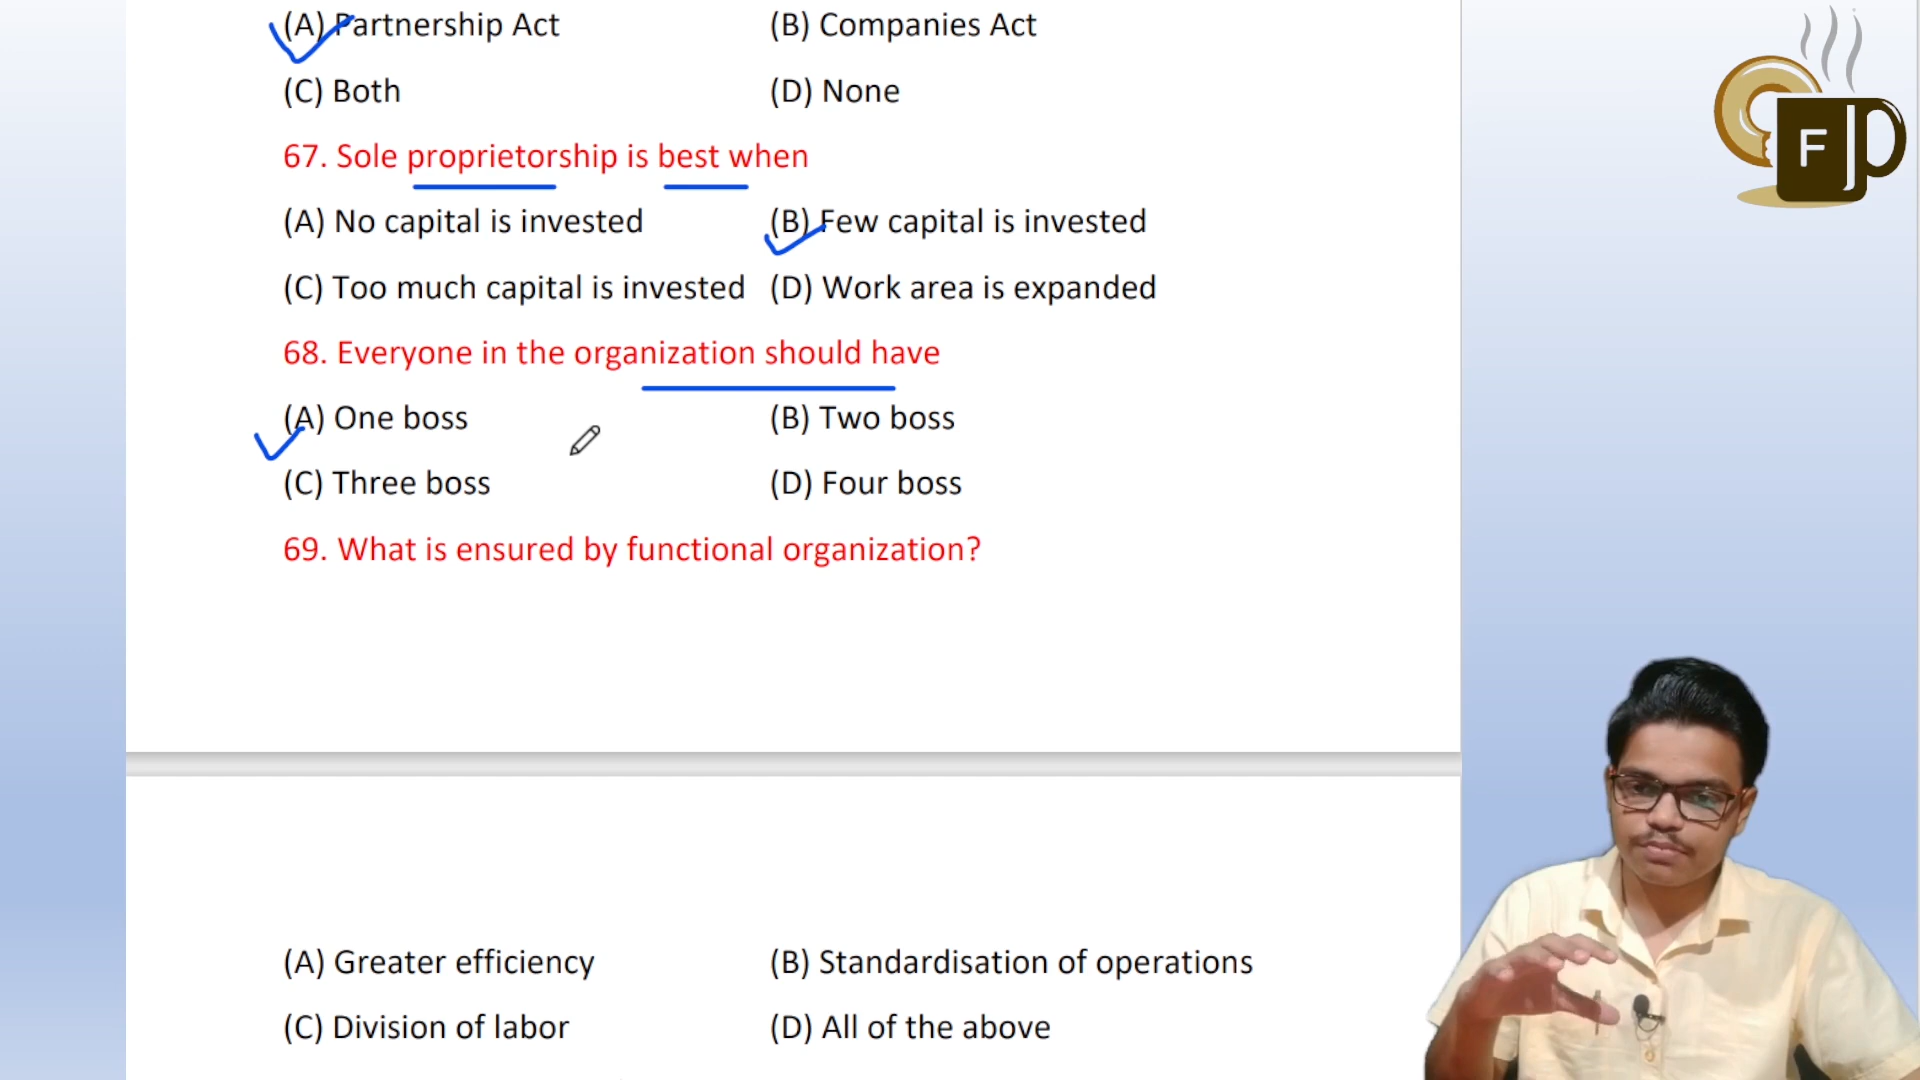 (A) Partnership Act (B) Companies Act
(C) Both (D) None
67. Sole proprietorship is best when
(A) No capital is invested (B) Few capital is invested
(C) Too much capital is invested (D) Work area is expanded
68. Everyone in the organization should have
(A) One boss (B) Two boss
(C) Three boss (D) Four boss
69. What is ensured by functional organization?
(A) Greater efficiency (B) Standardisation of operations
(C) Division of labor (D) All of the above
F J